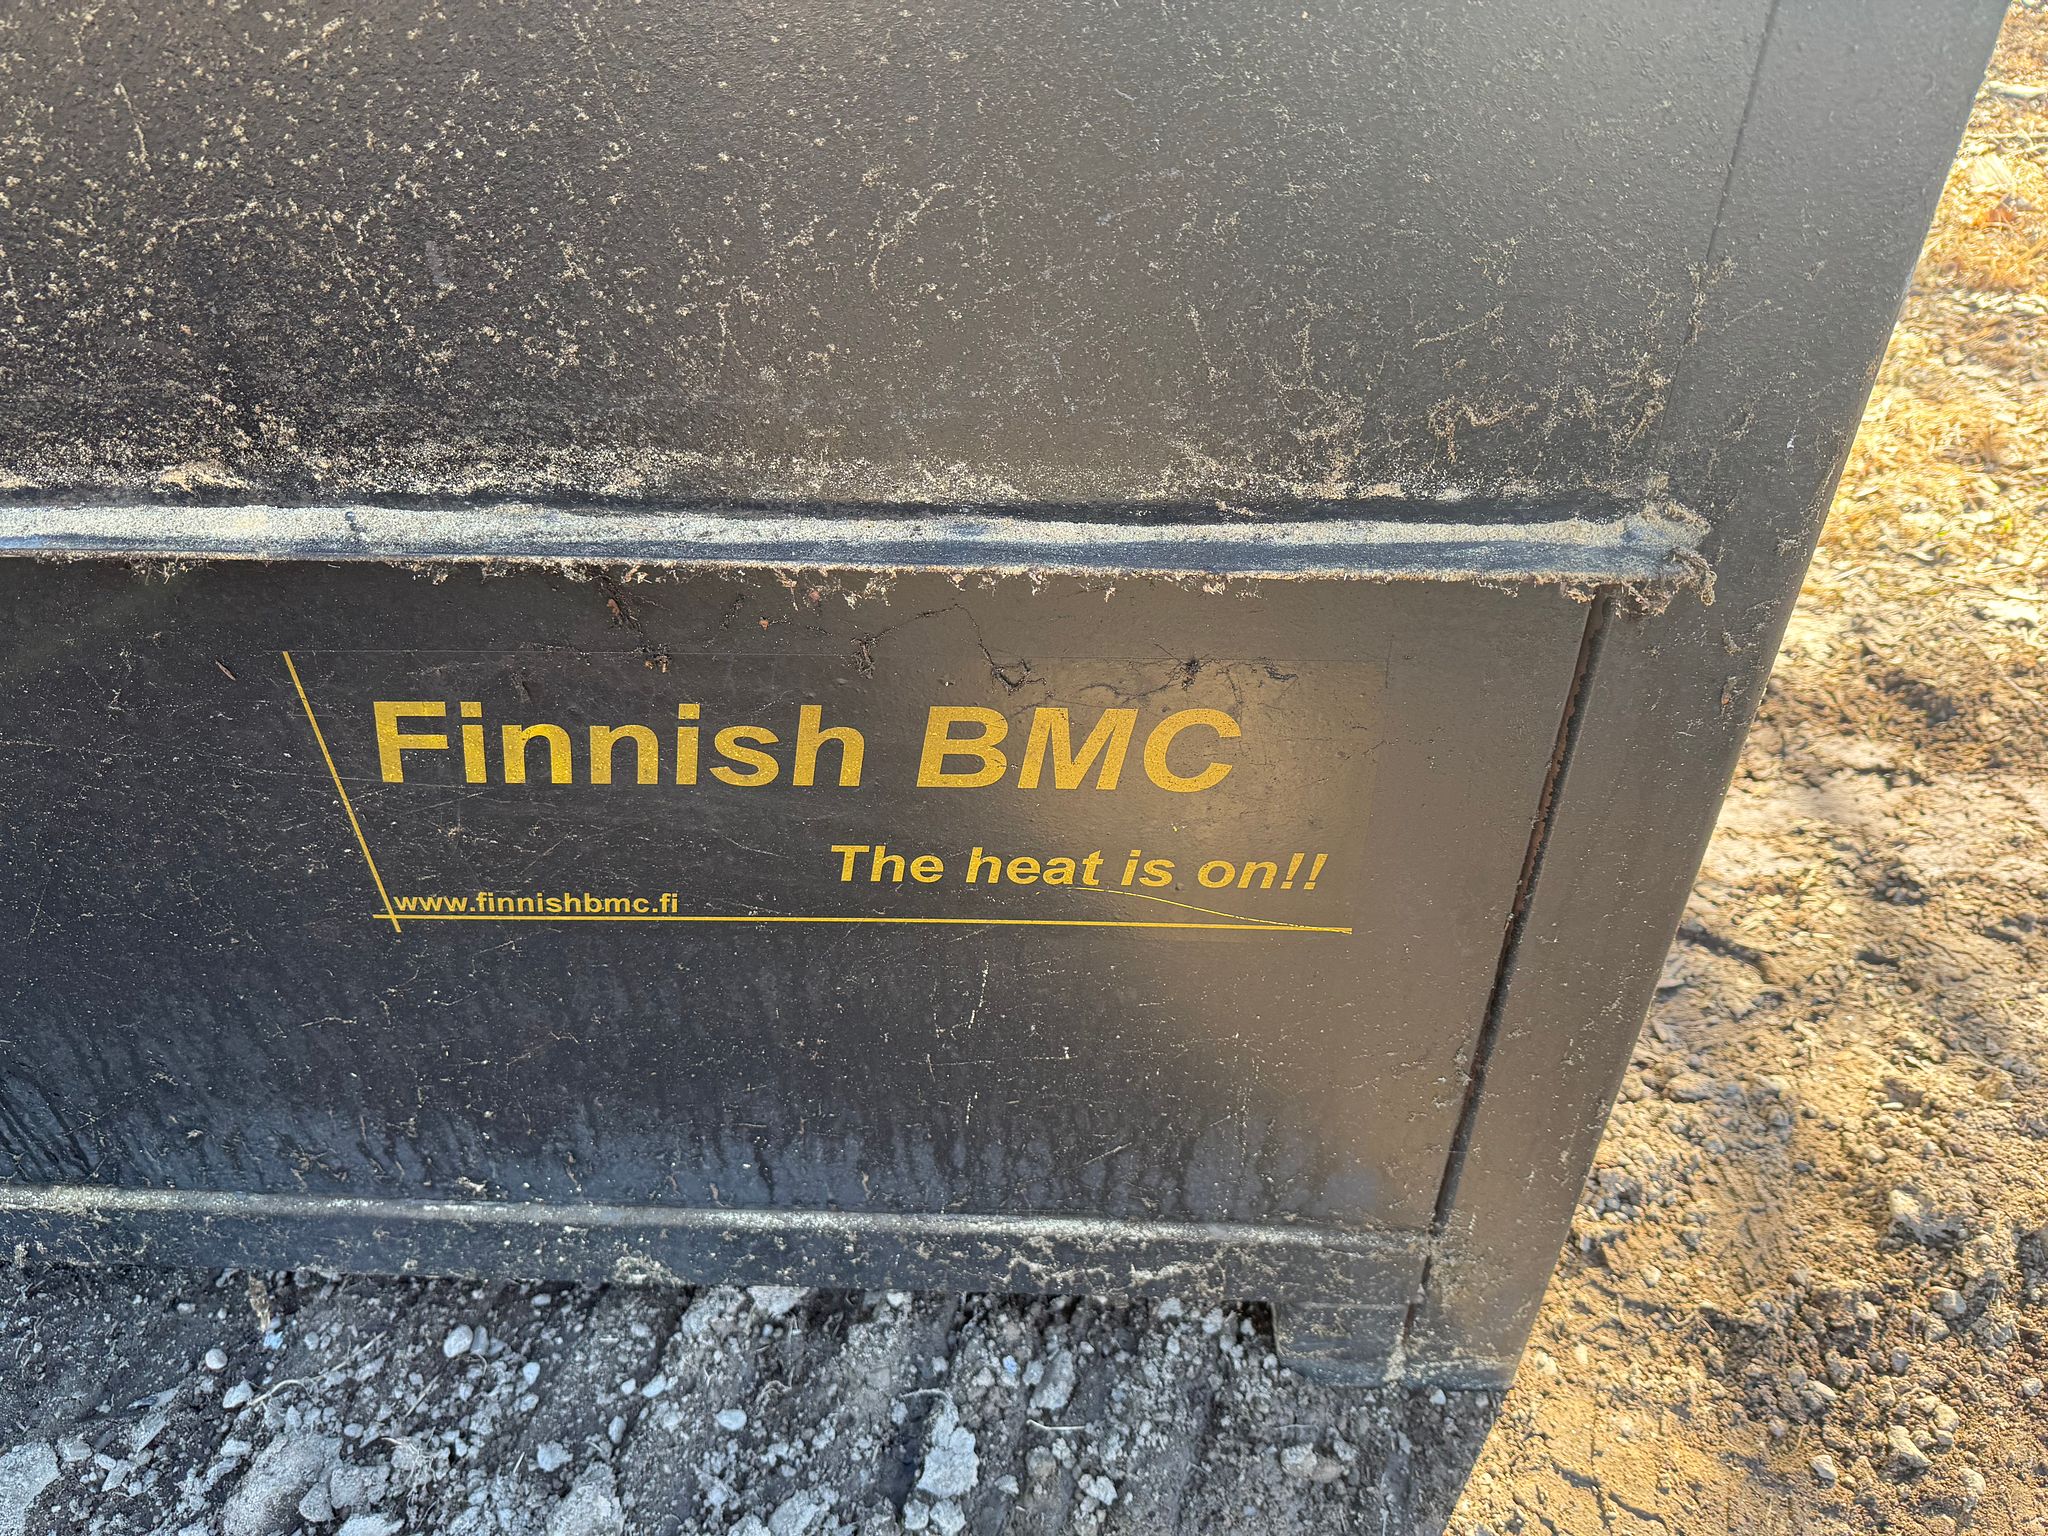 Finnish BMC
The heat is on!!
www.finnishbmc.fi